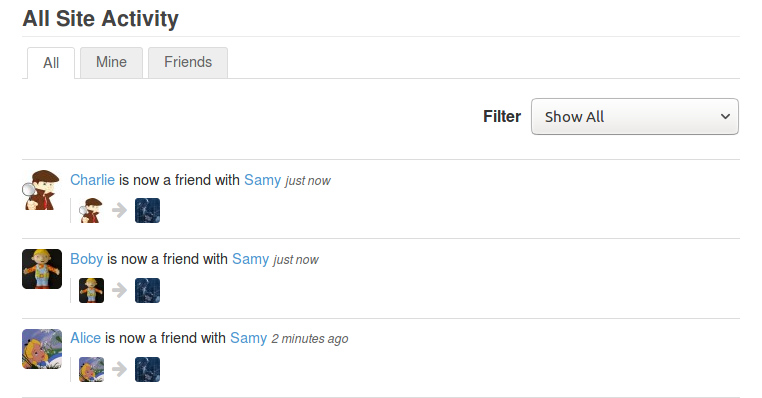 All Site Activity
All Mine Friends
Filter Show All
Charlie is now a friend with Samy just now
Boby is now a friend with Samy just now
Alice is now a friend with Samy 2 minutes ago